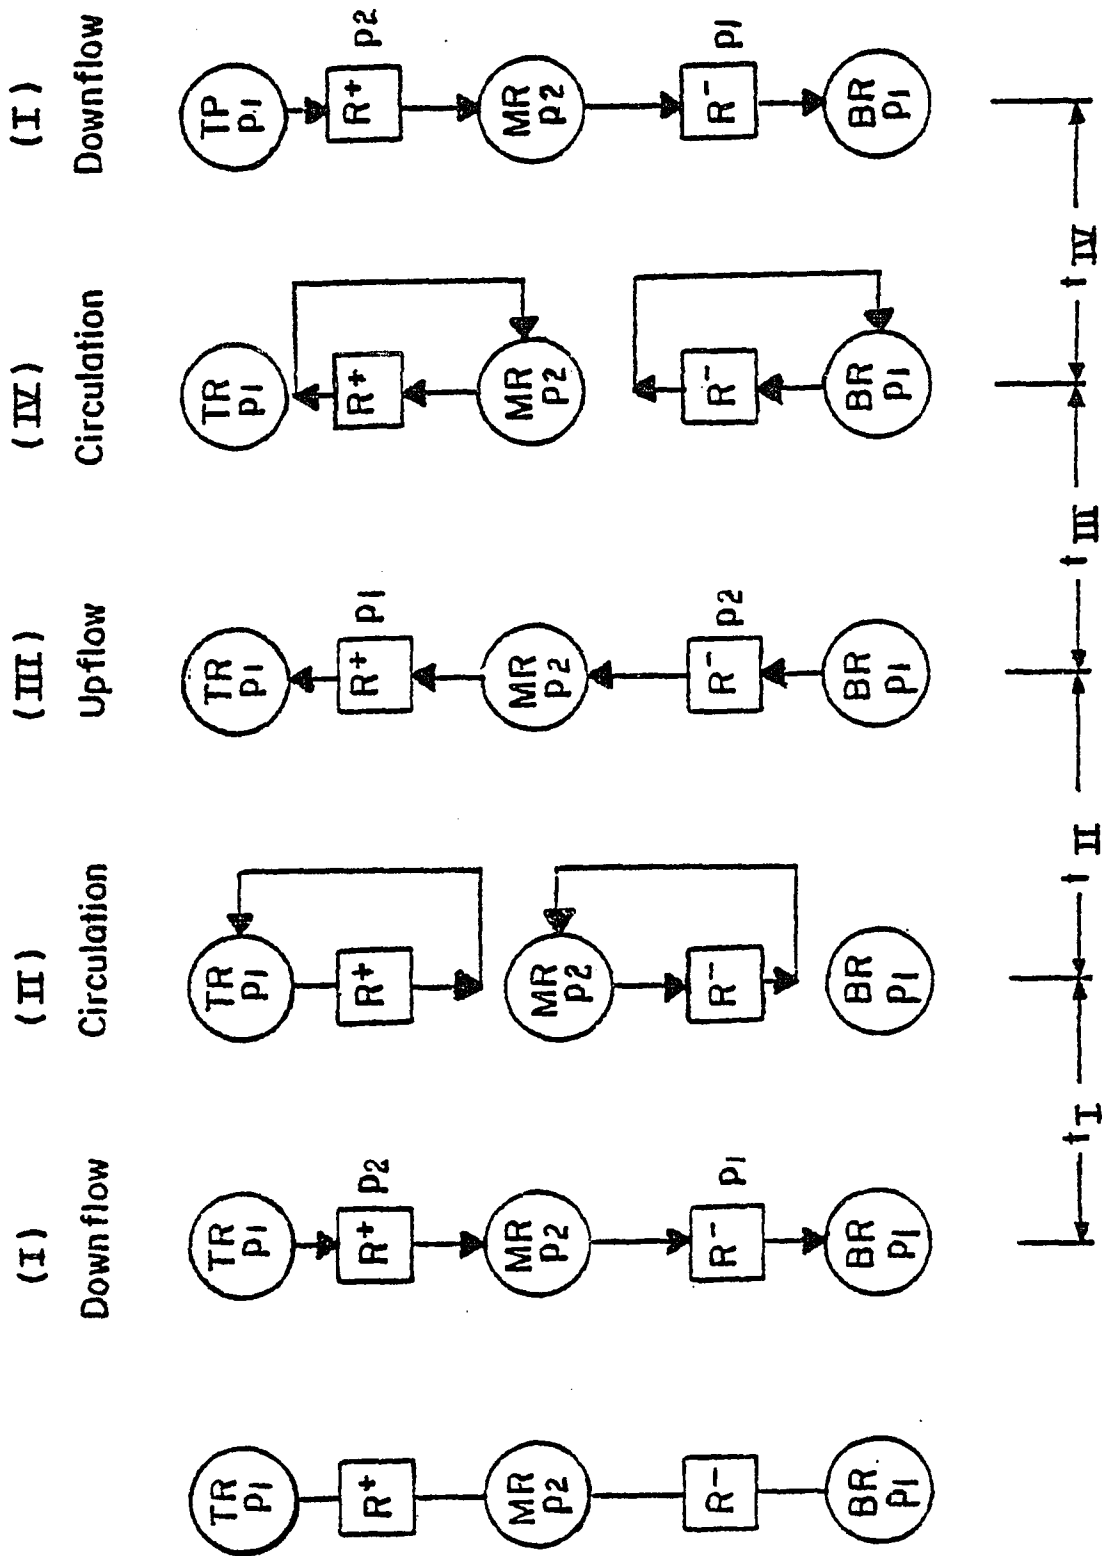 (I) (II) (III) (IV) (I)
Downflow Circulation Upflow Circulation Downflow
TR TR TR TR TR TP
p1 p1 p1 p1 p1 p1
R+ R+ p2 R+ R+ p1 R+ R+ p2
MR MR MR MR MR MR
p2 p2 p2 p2 p2 p2
R- R- p1 R- R- p2 R- R- p1
BR BR BR BR BR BR
p1 p1 p1 p1 p1 p1
tI tII tIII tIV